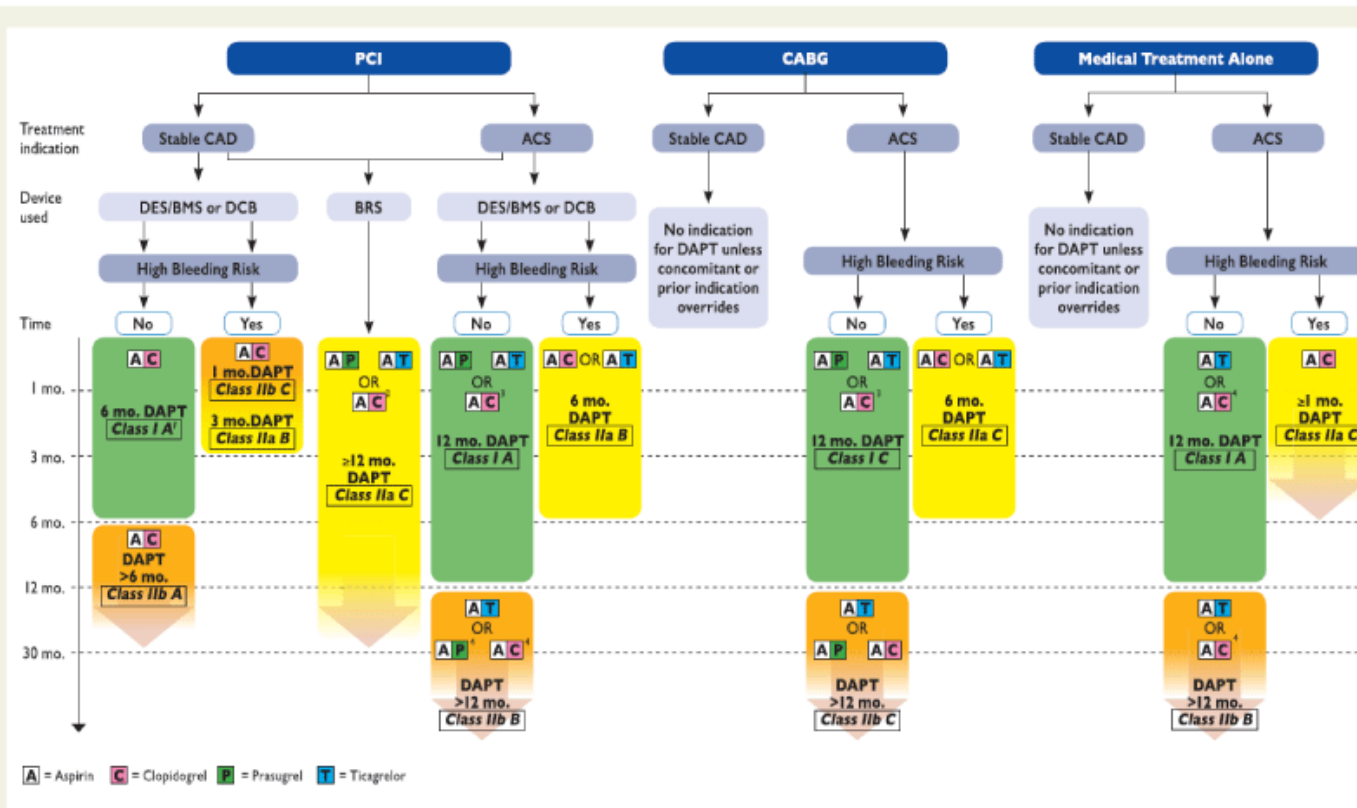 PCI
CABG
Medical Treatment Alone
Treatment
indication
Stable CAD
ACS
Stable CAD
ACS
Stable CAD
ACS
Device
used
DES/BMS or DCB
BRS
DES/BMS or DCB
No indication
for DAPT unless
concomitant or
prior indication
overrides
No indication
for DAPT unless
concomitant or
prior indication
overrides
High Bleeding Risk
High Bleeding Risk
High Bleeding Risk
High Bleeding Risk
Time
No
Yes
No
Yes
No
Yes
No
Yes
1 mo.
3 mo.
6 mo.
12 mo.
30 mo.
A C
6 mo. DAPT
Class I A1
A C
DAPT
>6 mo.
Class IIb A
A C
1 mo.DAPT
Class IIb C
3 mo.DAPT
Class IIa B
A P A T
OR
A C 2
≥12 mo.
DAPT
Class IIa C
A P A T
OR
A C 3
12 mo. DAPT
Class I A
A T
OR
A P 4 A C 4
DAPT
>12 mo.
Class IIb B
A C OR A T
6 mo.
DAPT
Class IIa B
A P A T
OR
A C 3
12 mo. DAPT
Class I C
A T
OR
A P A C
DAPT
>12 mo.
Class IIb C
A C OR A T
6 mo.
DAPT
Class IIa C
A T
OR
A C 4
12 mo. DAPT
Class I A
A T
OR
A C 4
DAPT
>12 mo.
Class IIb B
A C
≥1 mo.
DAPT
Class IIa C
A = Aspirin C = Clopidogrel P = Prasugrel T = Ticagrelor